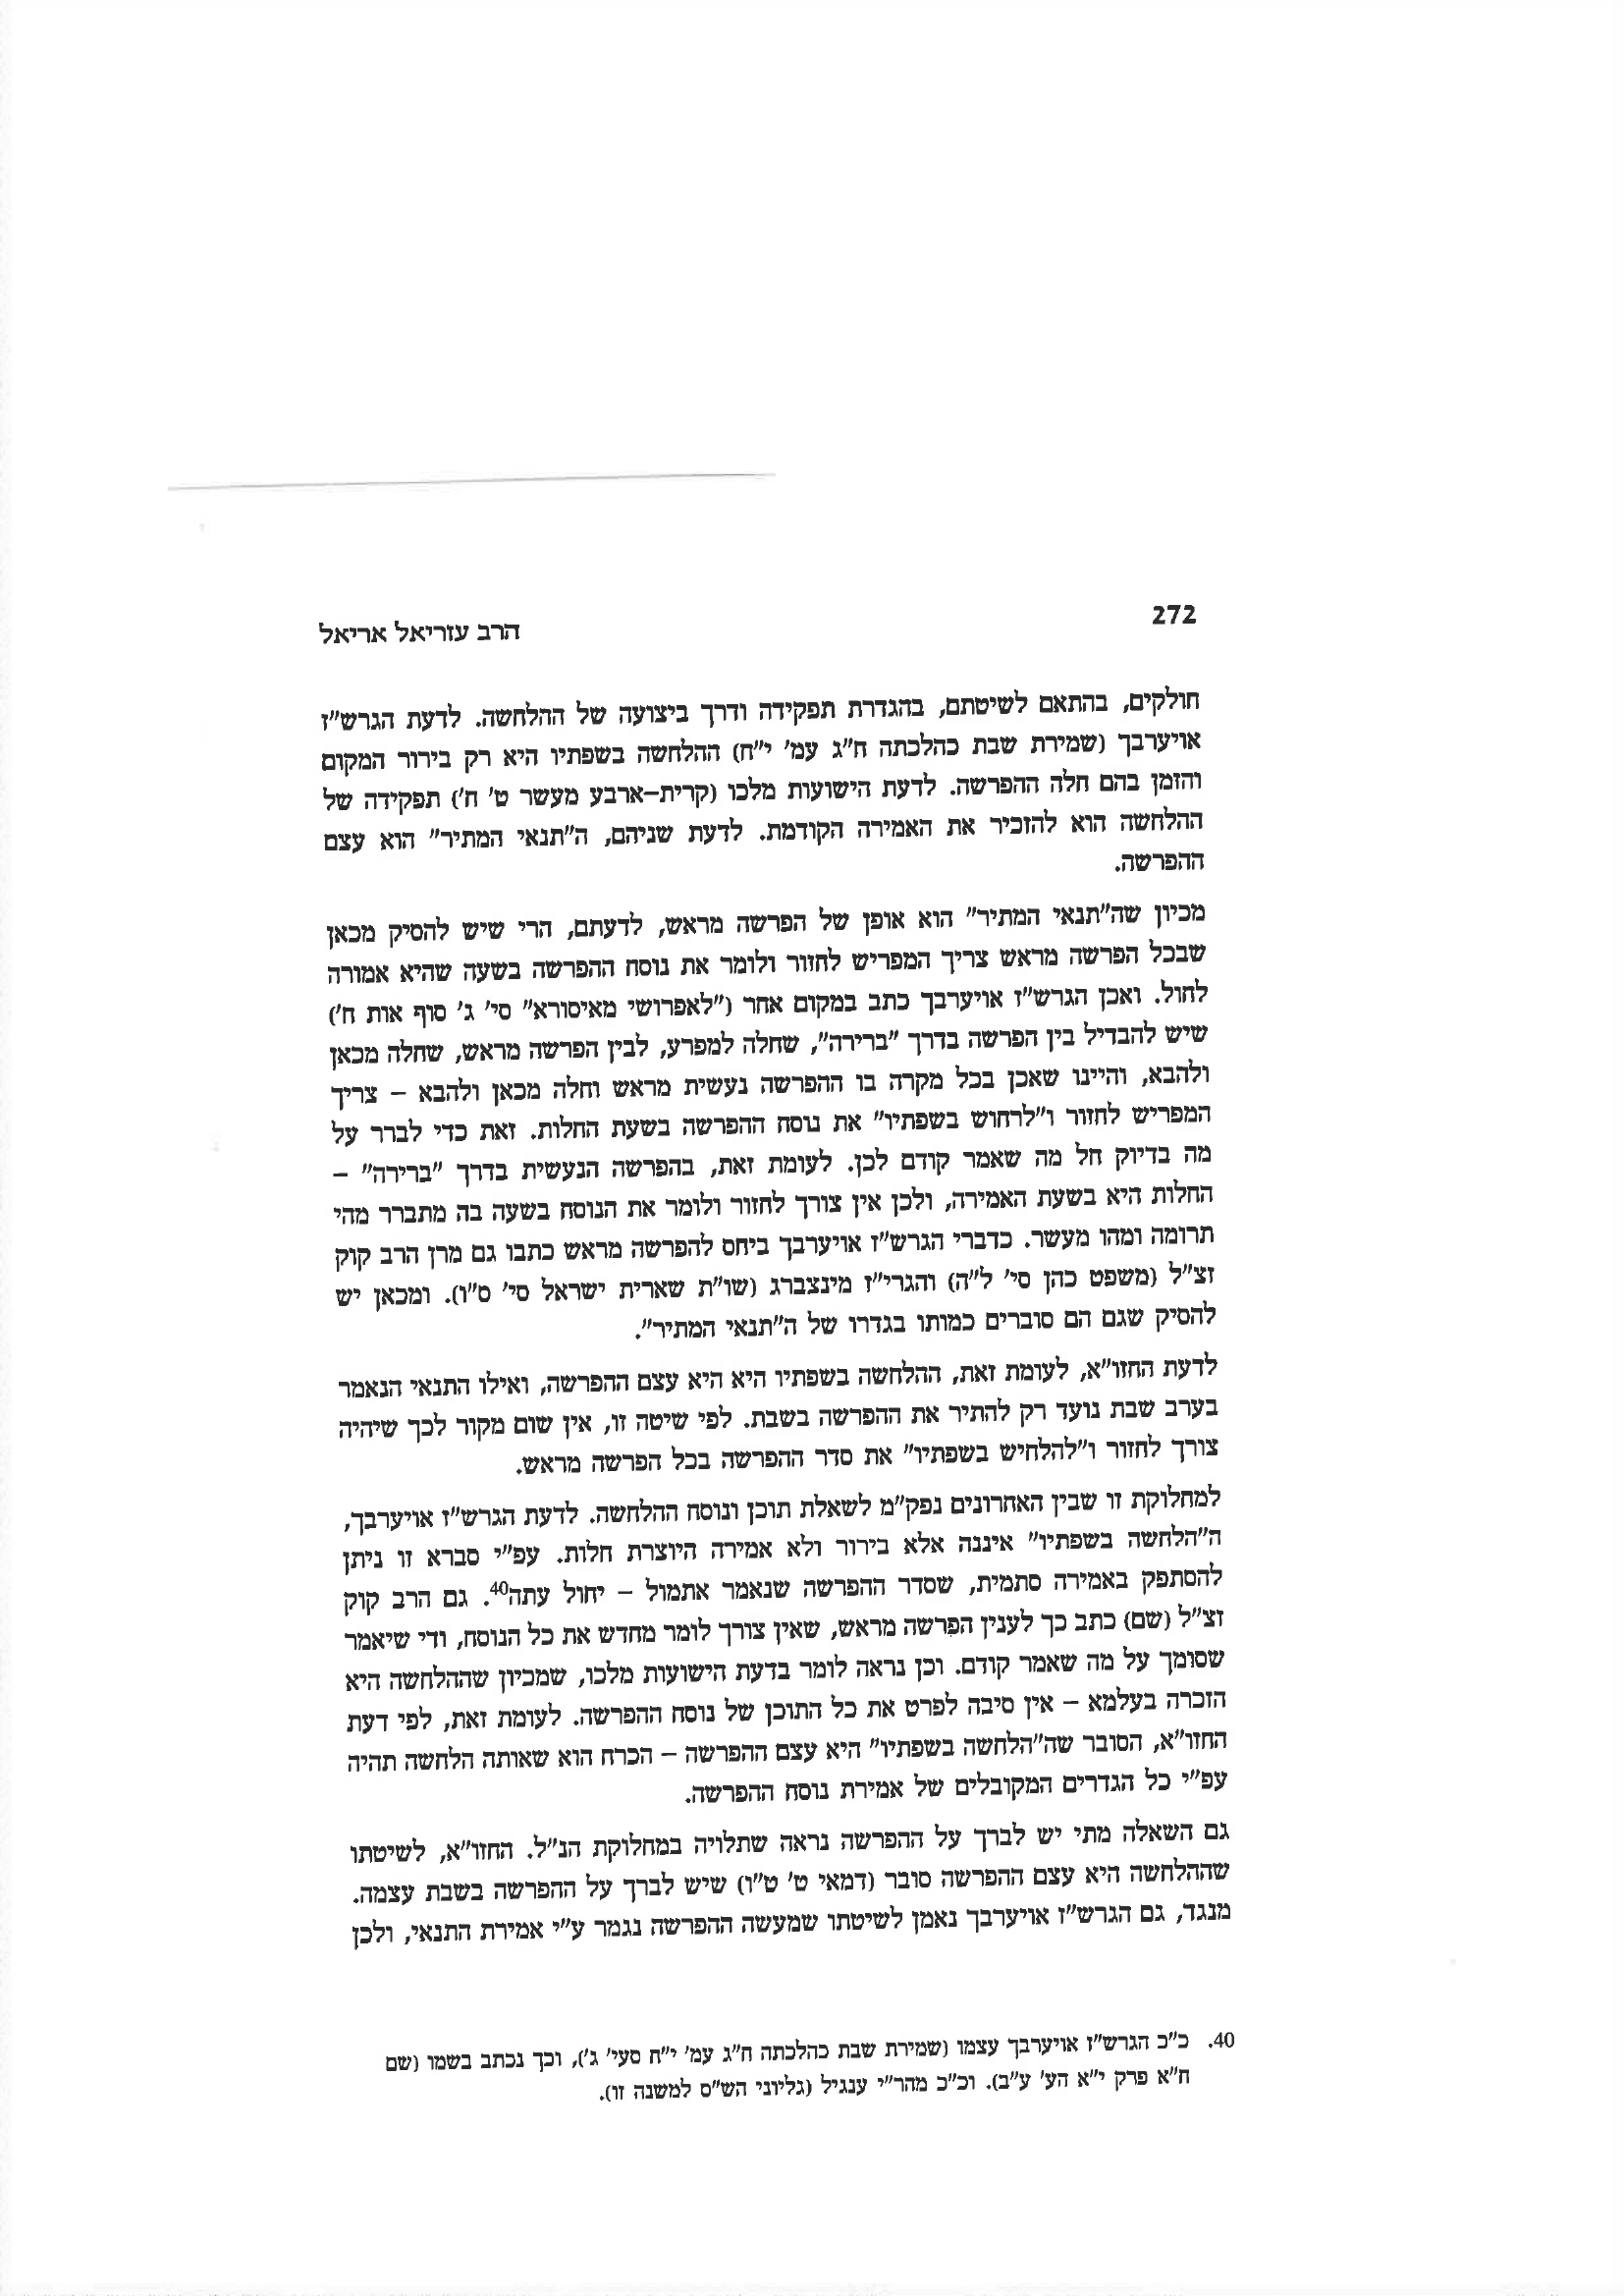 272
הרב עזריאל אריאל
חולקים, בהתאם לשיטתם, בהגדרת תפקידה ודרך ביצועה של ההלחשה. לדעת הגרש"ז
אויערבך (שמירת שבת כהלכתה ח"ג עמ' י"ח) ההלחשה בשפתיו היא רק בירור המקום
והזמן בהם חלה ההפרשה. לדעת הישועות מלכו (קרית-ארבע מעשר ט' ח') תפקידה של
ההלחשה הוא להזכיר את האמירה הקודמת. לדעת שניהם, ה"תנאי המתיר" הוא עצם
ההפרשה.
מכיון שה"תנאי המתיר" הוא אופן של הפרשה מראש, לדעתם, הרי שיש להסיק מכאן
שבכל הפרשה מראש צריך המפריש לחזור ולומר את נוסח ההפרשה בשעה שהיא אמורה
לחול. ואכן הגרש"ז אויערבך כתב במקום אחר ("לאפרושי מאיסורא" סי' ג' סוף אות ח')
שיש להבדיל בין הפרשה בדרך "ברירה", שחלה למפרע, לבין הפרשה מראש, שחלה מכאן
ולהבא, והיינו שאכן בכל מקרה בו ההפרשה נעשית מראש וחלה מכאן ולהבא – צריך
המפריש לחזור ו"לרחוש בשפתיו" את נוסח ההפרשה בשעת החלות. זאת כדי לברר על
מה בדיוק חל מה שאמר קודם לכן. לעומת זאת, בהפרשה הנעשית בדרך "ברירה" –
החלות היא בשעת האמירה, ולכן אין צורך לחזור ולומר את הנוסח בשעה בה מתברר מהי
תרומה ומהו מעשר. כדברי הגרש"ז אויערבך ביחס להפרשה מראש כתבו גם מרן הרב קוק
זצ"ל (משפט כהן סי' ל"ה) והגרי"ז מינצברג (שו"ת שארית ישראל סי' ס"ו). ומכאן יש
להסיק שגם הם סוברים כמותו בגדרו של ה"תנאי המתיר".
לדעת החזו"א, לעומת זאת, ההלחשה בשפתיו היא היא עצם ההפרשה, ואילו התנאי הנאמר
בערב שבת נועד רק להתיר את ההפרשה בשבת. לפי שיטה זו, אין שום מקור לכך שיהיה
צורך לחזור ו"להלחיש בשפתיו" את סדר ההפרשה בכל הפרשה מראש.
למחלוקת זו שבין האחרונים נפק"מ לשאלת תוכן ונוסח ההלחשה. לדעת הגרש"ז אויערבך,
ה"הלחשה בשפתיו" איננה אלא בירור ולא אמירה היוצרת חלות. עפ"י סברא זו ניתן
להסתפק באמירה סתמית, שסדר ההפרשה שנאמר אתמול – יחול עתה40. גם הרב קוק
זצ"ל (שם) כתב כך לענין הפרשה מראש, שאין צורך לומר מחדש את כל הנוסח, ודי שיאמר
שסומך על מה שאמר קודם. וכן נראה לומר בדעת הישועות מלכו, שמכיון שההלחשה היא
הזכרה בעלמא – אין סיבה לפרט את כל התוכן של נוסח ההפרשה. לעומת זאת, לפי דעת
החזו"א, הסובר שה"הלחשה בשפתיו" היא עצם ההפרשה – הכרח הוא שאותה הלחשה תהיה
עפ"י כל הגדרים המקובלים של אמירת נוסח ההפרשה.
גם השאלה מתי יש לברך על ההפרשה נראה שתלויה במחלוקת הנ"ל. החזו"א, לשיטתו
שההלחשה היא עצם ההפרשה סובר (דמאי ט' ט"ו) שיש לברך על ההפרשה בשבת עצמה.
מנגד, גם הגרש"ז אויערבך נאמן לשיטתו שמעשה ההפרשה נגמר ע"י אמירת התנאי, ולכן
40. כ"כ הגרש"ז אויערבך עצמו (שמירת שבת כהלכתה ח"ג עמ' י"ח סעי' ג'), וכך נכתב בשמו (שם
ח"א פרק י"א הע' ע"ב). וכ"כ מהר"י ענגיל (גליוני הש"ס למשנה זו).